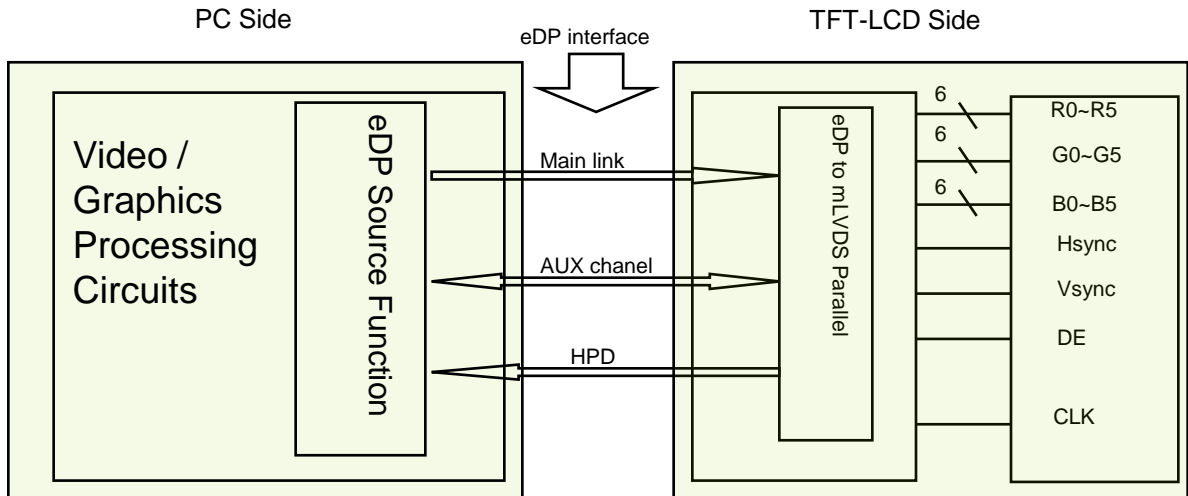 PC Side
TFT-LCD Side
eDP interface
Video /
Graphics
Processing
Circuits
eDP Source Function
Main link
AUX chanel
HPD
eDP to mLVDS Parallel
6
R0~R5
6
G0~G5
6
B0~B5
Hsync
Vsync
DE
CLK